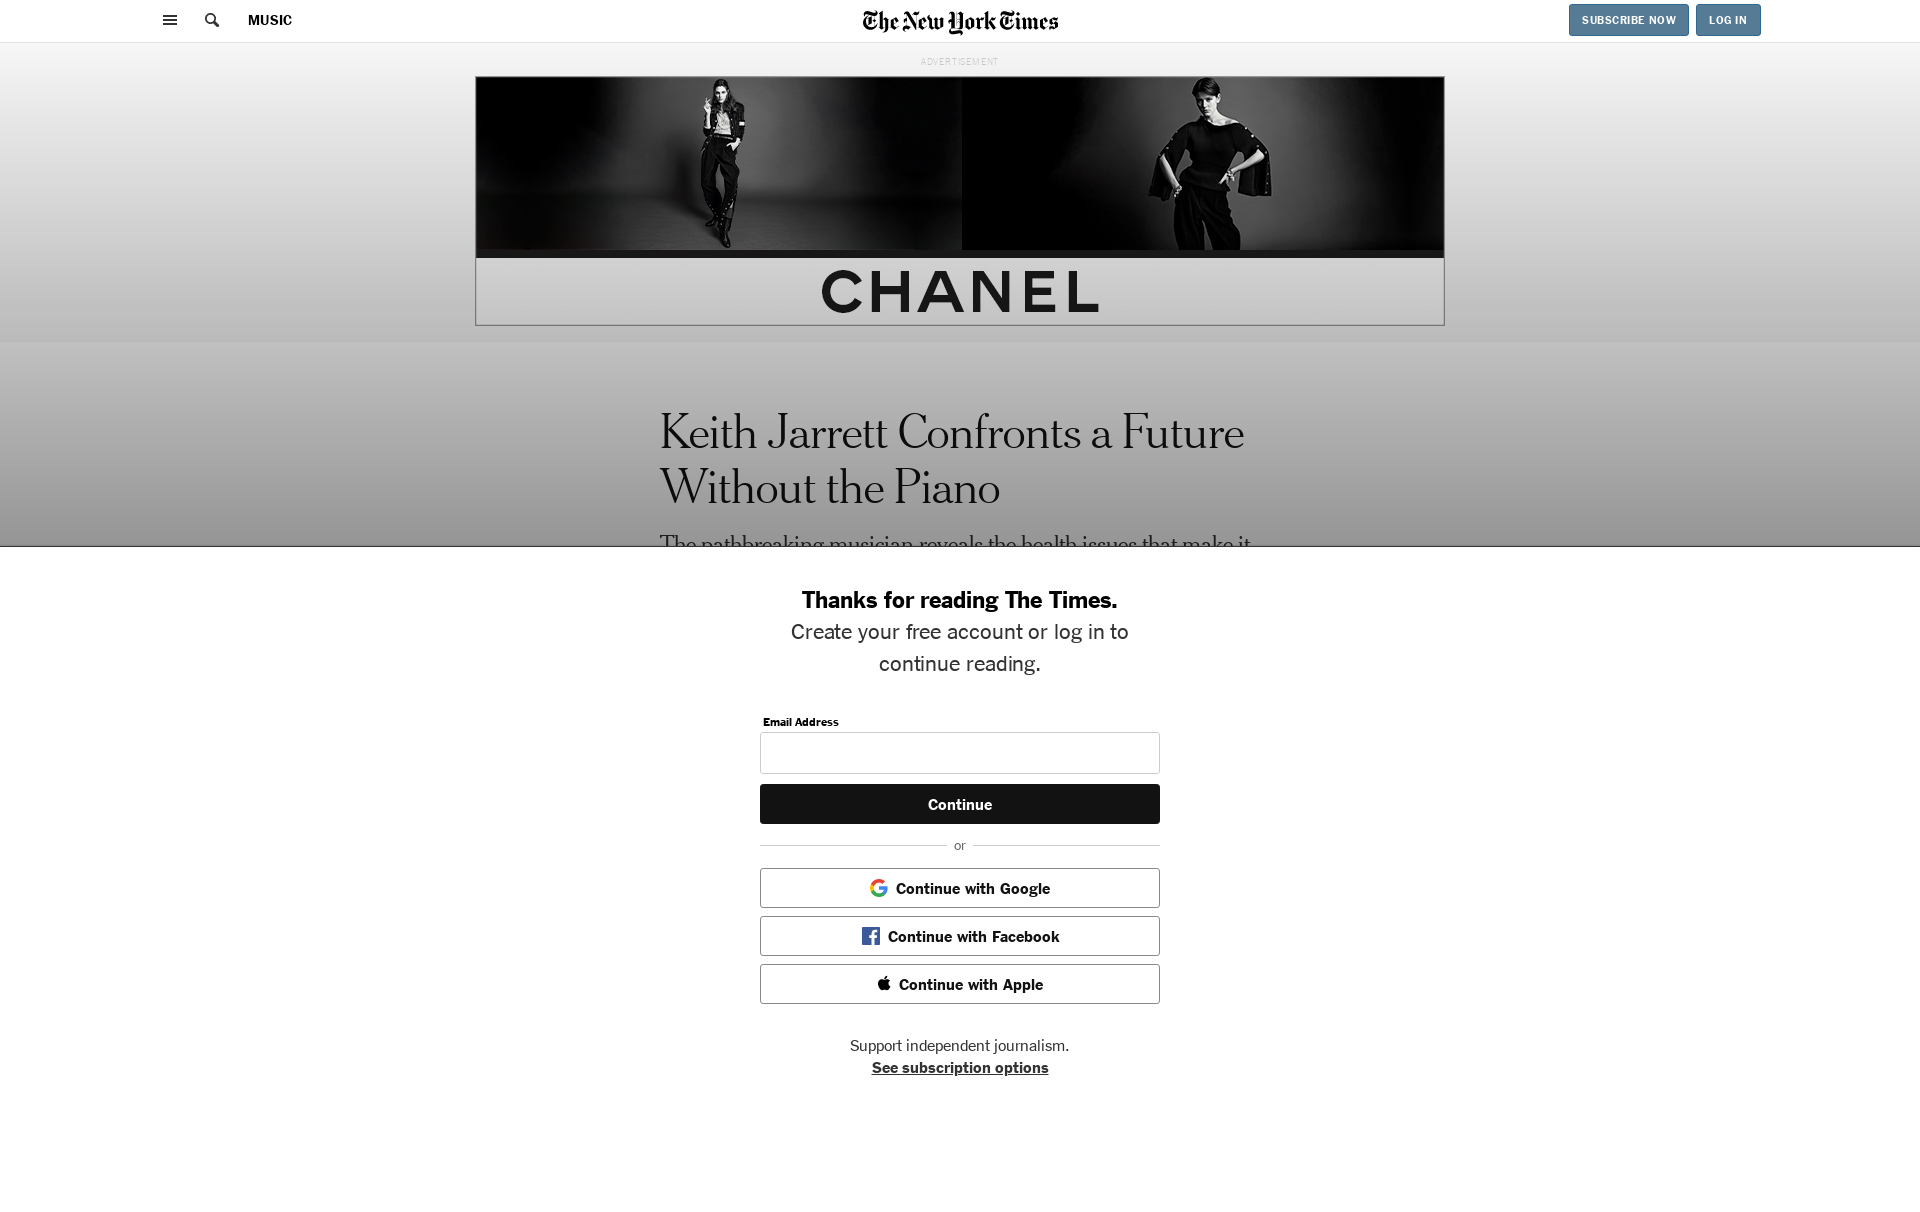 MUSIC
The New York Times
SUBSCRIBE NOW
LOG IN
ADVERTISEMENT
CHANEL
Keith Jarrett Confronts a Future
Without the Piano
The pathbreaking musician reveals the health issues that make it
Thanks for reading The Times.
Create your free account or log in to
continue reading.
Email Address
Continue
or
Continue with Google
Continue with Facebook
Continue with Apple
Support independent journalism.
See subscription options